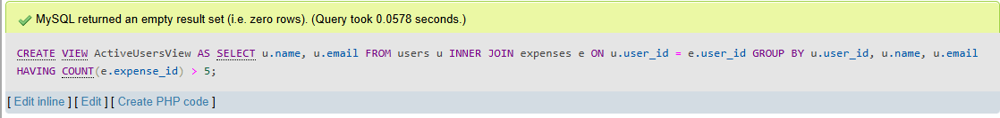 MySQL returned an empty result set (i.e. zero rows). (Query took 0.0578 seconds.)
CREATE VIEW ActiveUsersView AS SELECT u.name, u.email FROM users u INNER JOIN expenses e ON u.user_id = e.user_id GROUP BY u.user_id, u.name, u.email
HAVING COUNT(e.expense_id) > 5;
[ Edit inline ] [ Edit ] [ Create PHP code ]